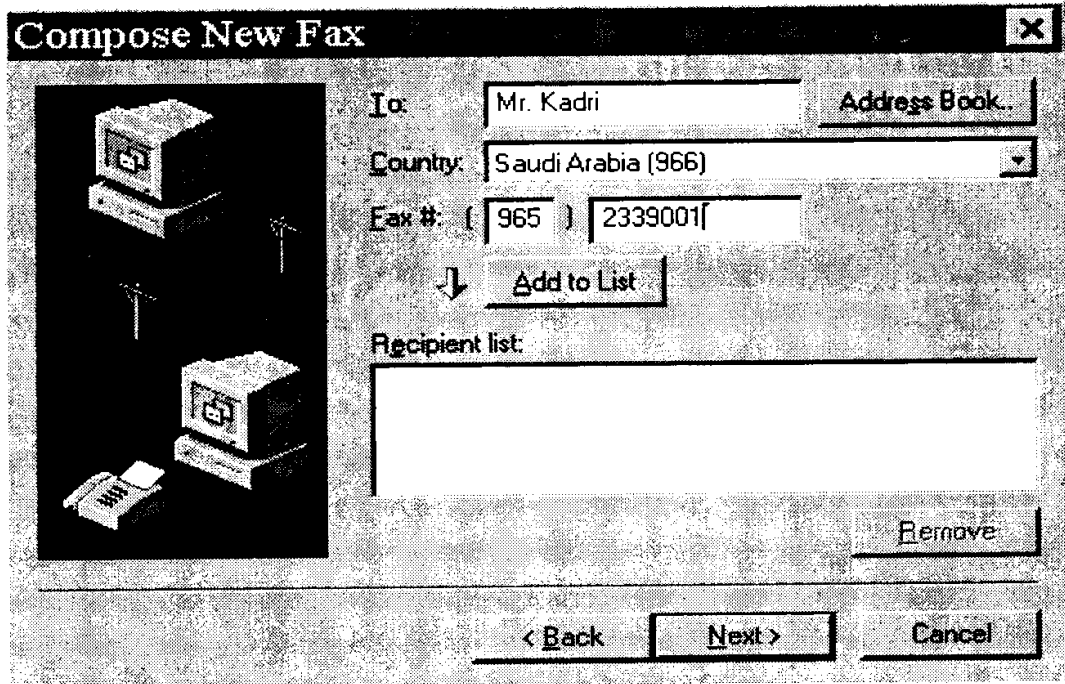 Compose New Fax
To: Mr. Kadri Address Book..
Country: Saudi Arabia (966)
Fax #: ( 965 ) 2339001
Add to List
Recipient list:
Remove
< Back Next > Cancel